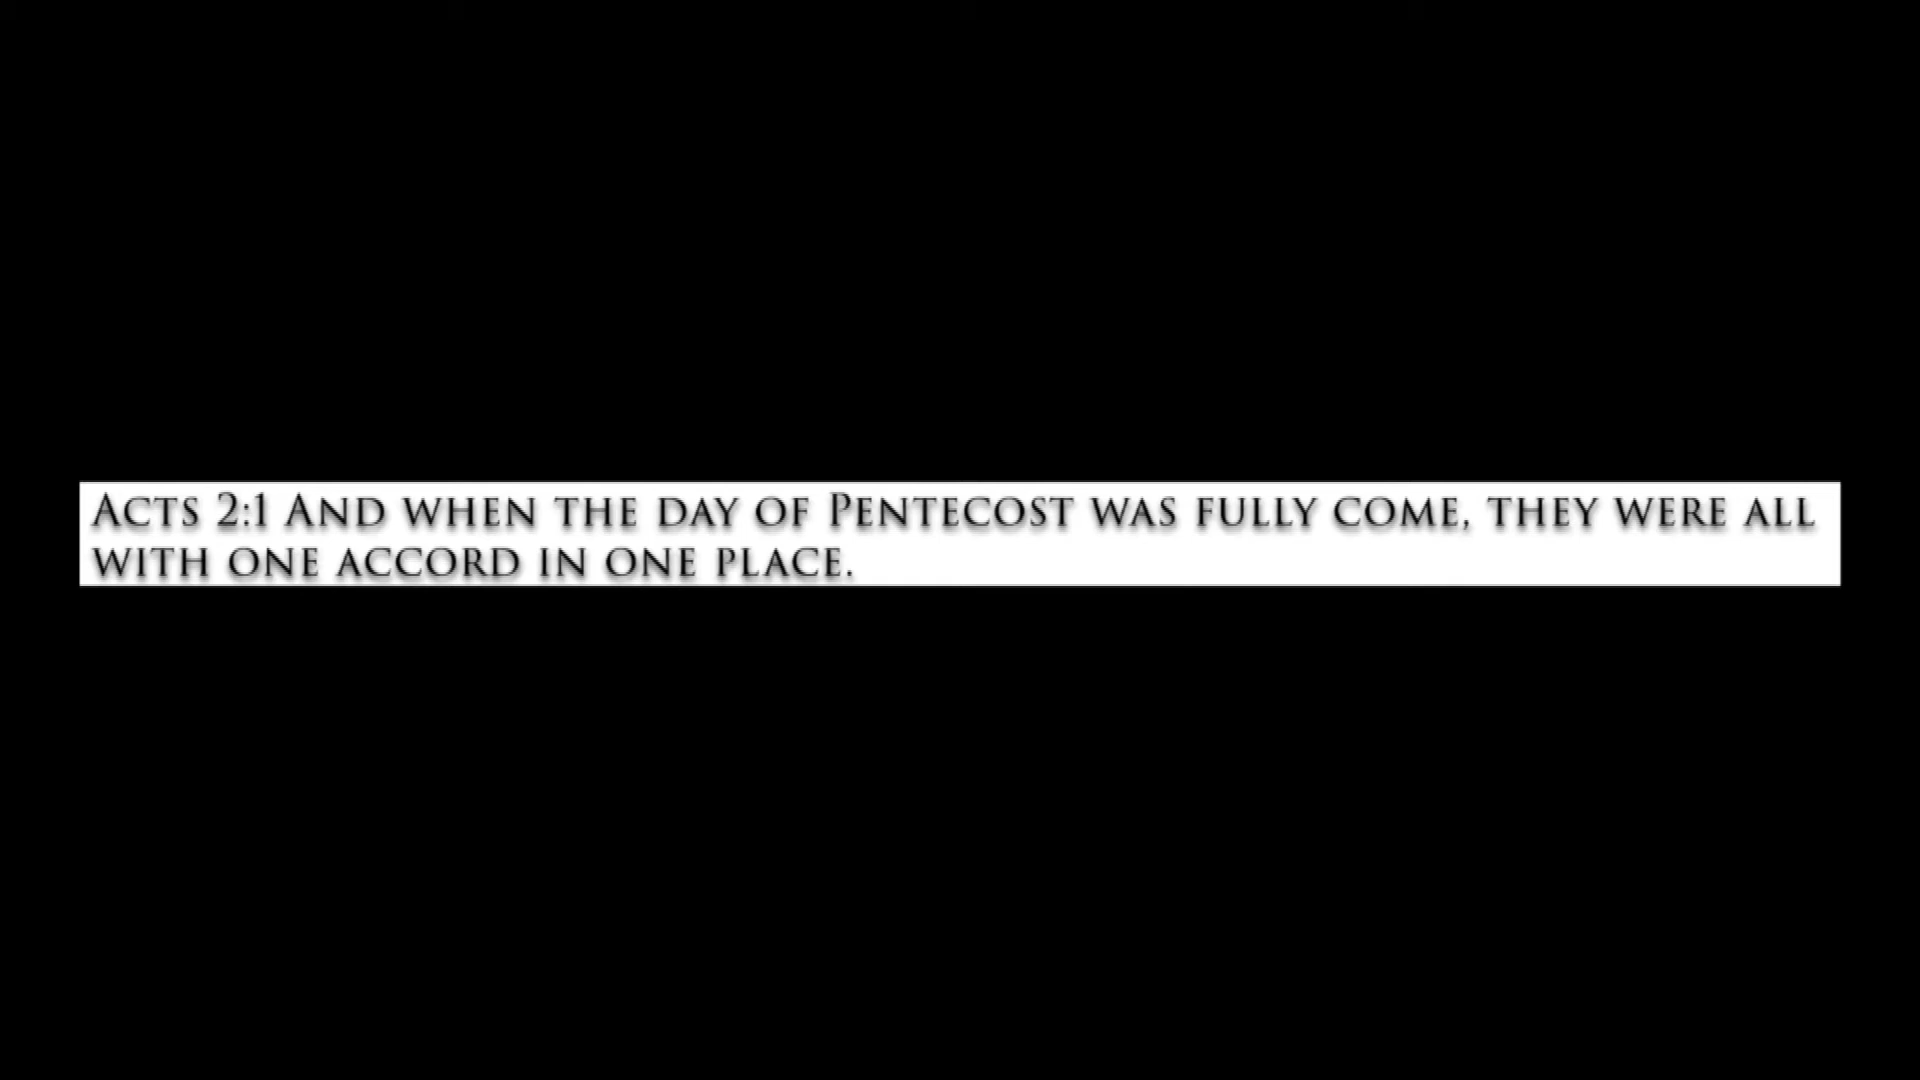 Acts 2:1 And when the day of Pentecost was fully come, they were all
with one accord in one place.